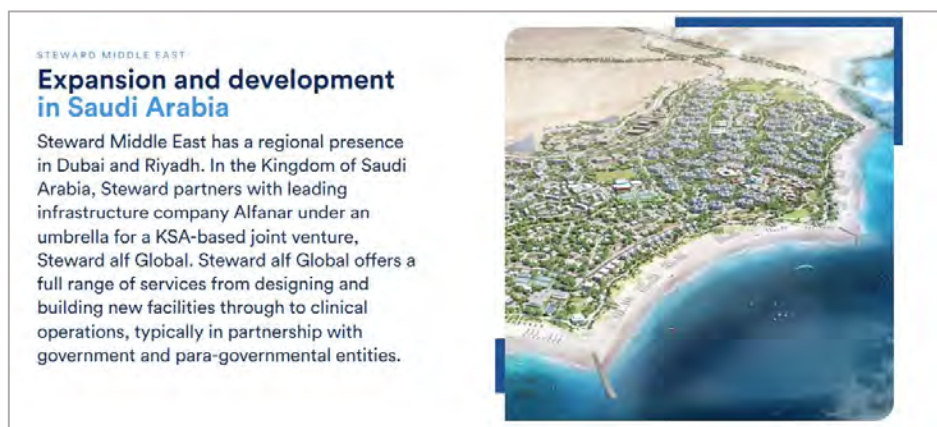 STEWARD MIDDLE EAST
Expansion and development
in Saudi Arabia
Steward Middle East has a regional presence
in Dubai and Riyadh. In the Kingdom of Saudi
Arabia, Steward partners with leading
infrastructure company Alfanar under an
umbrella for a KSA-based joint venture,
Steward alf Global. Steward alf Global offers a
full range of services from designing and
building new facilities through to clinical
operations, typically in partnership with
government and para-governmental entities.